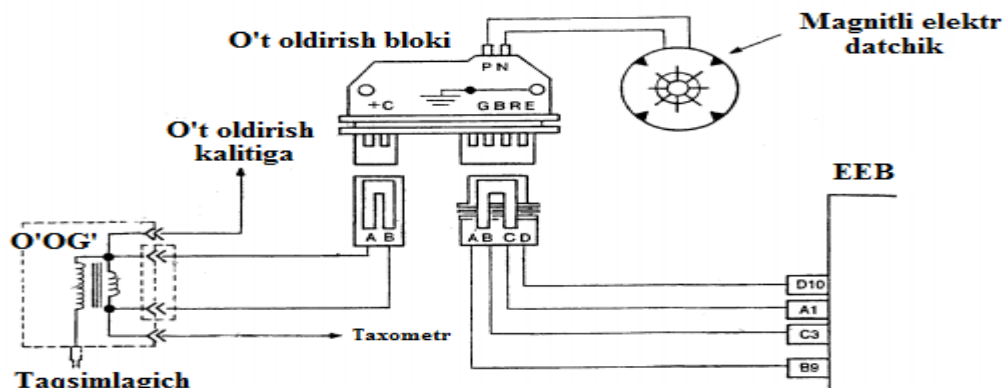 Magnitli elektr
datchik
O't oldirish bloki
P N
+C
G B R E
O't oldirish
kalitiga
EEB
O'OG'
A B
A B C D
D10
A1
C3
B9
Taxometr
Taqsimlagich